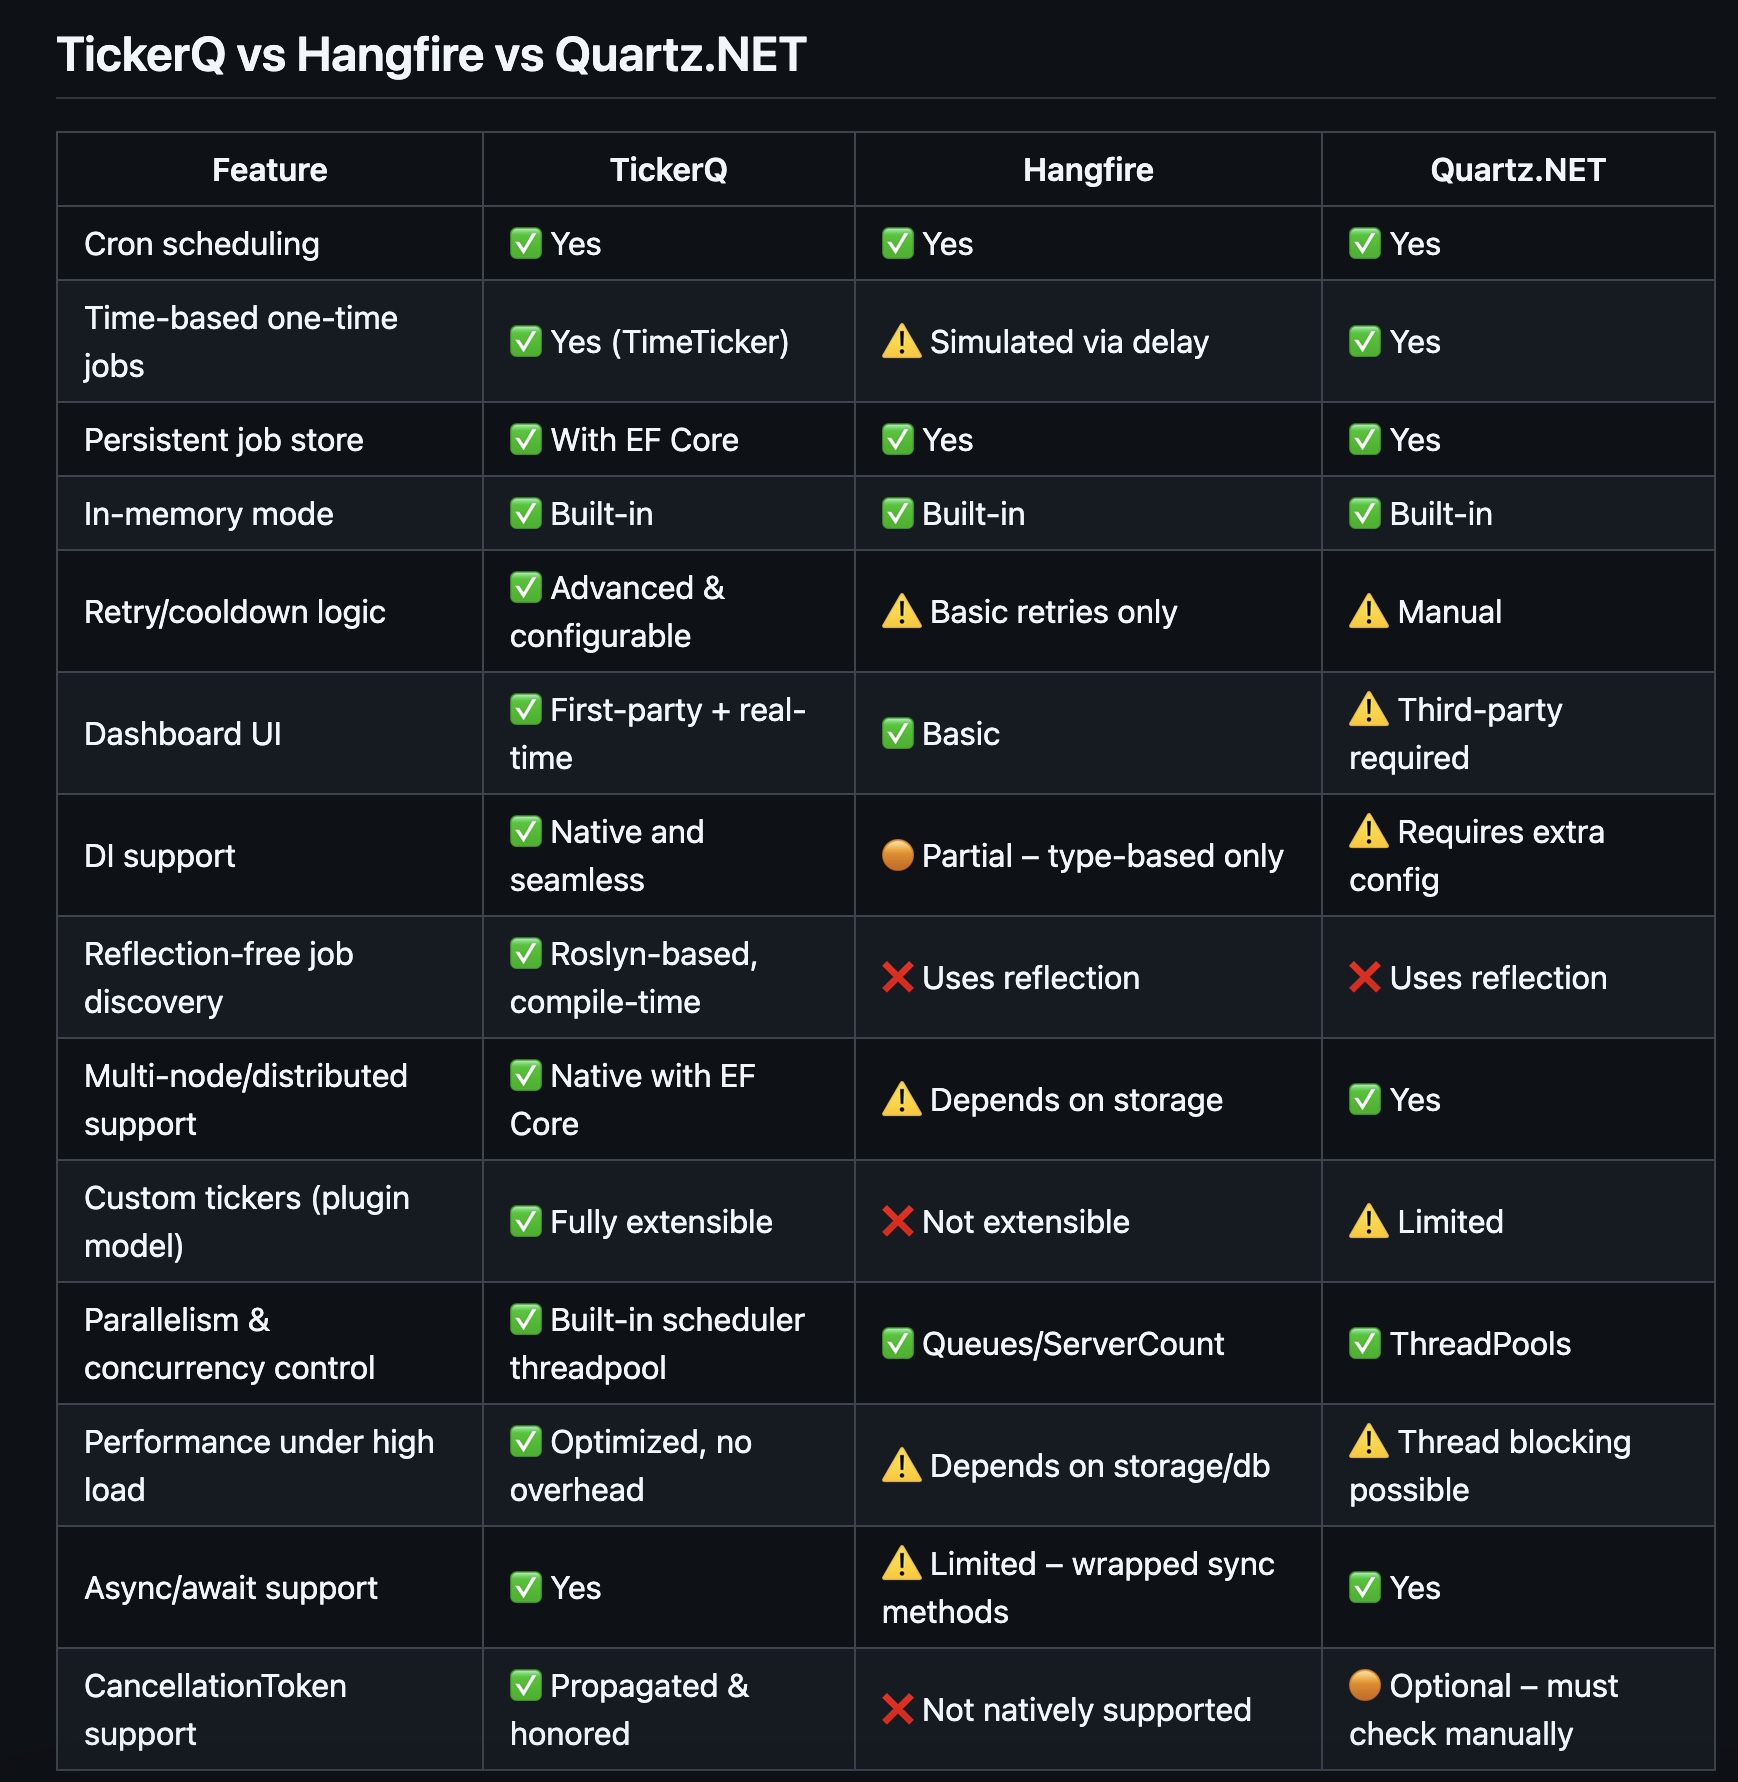 TickerQ vs Hangfire vs Quartz.NET
Feature TickerQ Hangfire Quartz.NET
Cron scheduling ✅ Yes ✅ Yes ✅ Yes
Time-based one-time
jobs
✅ Yes (TimeTicker)
⚠️ Simulated via delay
✅ Yes
Persistent job store ✅ With EF Core ✅ Yes ✅ Yes
In-memory mode ✅ Built-in ✅ Built-in ✅ Built-in
Retry/cooldown logic
✅ Advanced &
configurable
⚠️ Basic retries only
⚠️ Manual
Dashboard UI
✅ First-party + real-
time
✅ Basic
⚠️ Third-party
required
DI support
✅ Native and
seamless
🟠 Partial – type-based only
⚠️ Requires extra
config
Reflection-free job
discovery
✅ Roslyn-based,
compile-time
❌ Uses reflection
❌ Uses reflection
Multi-node/distributed
support
✅ Native with EF
Core
⚠️ Depends on storage
✅ Yes
Custom tickers (plugin
model)
✅ Fully extensible
❌ Not extensible
⚠️ Limited
Parallelism &
concurrency control
✅ Built-in scheduler
threadpool
✅ Queues/ServerCount
✅ ThreadPools
Performance under high
load
✅ Optimized, no
overhead
⚠️ Depends on storage/db
⚠️ Thread blocking
possible
Async/await support
✅ Yes
⚠️ Limited – wrapped sync
methods
✅ Yes
CancellationToken
support
✅ Propagated &
honored
❌ Not natively supported
🟠 Optional – must
check manually